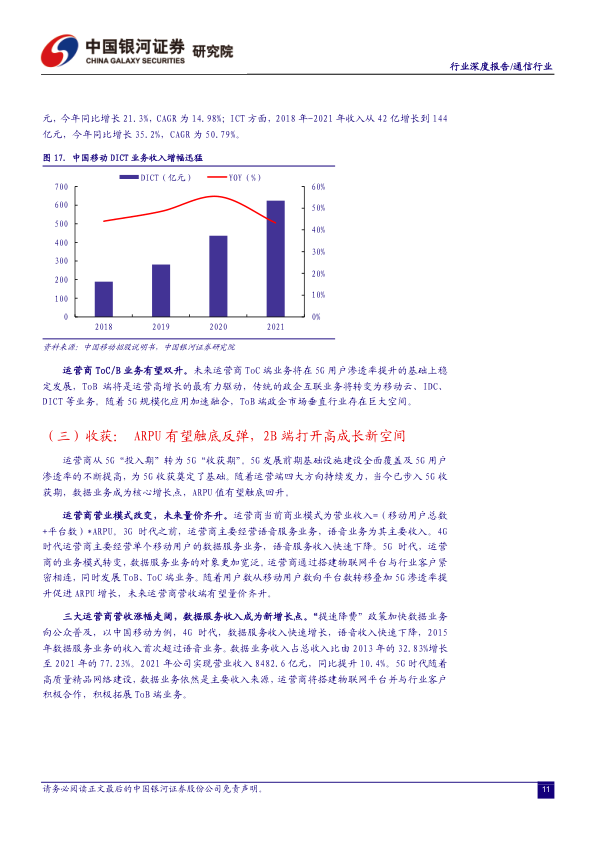 中国银河证券 研究院
CHINA GALAXY SECURITIES
行业深度报告/通信行业
元，今年同比增长 21.3%，CAGR 为 14.98%；ICT 方面，2018 年-2021 年收入从 42 亿增长到 144
亿元，今年同比增长 35.2%，CAGR 为 50.79%。
图 17. 中国移动 DICT 业务收入增幅迅猛
DICT（亿元） YOY（%）
700 60%
600 50%
500 40%
400
300 30%
200 20%
100 10%
0 0%
2018 2019 2020 2021
资料来源：中国移动招股说明书，中国银河证券研究院
运营商 ToC/B 业务有望双升。未来运营商 ToC 端业务将在 5G 用户渗透率提升的基础上稳
定发展，ToB 端将是运营高增长的最有力驱动，传统的政企互联业务将转变为移动云、IDC、
DICT 等业务。随着 5G 规模化应用加速融合，ToB 端政企市场垂直行业存在巨大空间。
（三）收获： ARPU 有望触底反弹，2B 端打开高成长新空间
运营商从 5G“投入期”转为 5G“收获期”。5G 发展前期基础设施建设全面覆盖及 5G 用户
渗透率的不断提高，为 5G 收获奠定了基础。随着运营端四大方向持续发力，当今已步入 5G 收
获期，数据业务成为核心增长点，ARPU 值有望触底回升。
运营商营业模式改变，未来量价齐升。运营商当前商业模式为营业收入=（移动用户总数
+平台数）*ARPU。3G 时代之前，运营商主要经营语音服务业务，语音业务为其主要收入。4G
时代运营商主要经营单个移动用户的数据服务业务，语音服务收入快速下降。5G 时代、运营
商的业务模式转变，数据服务业务的对象更加宽泛。运营商通过搭建物联网平台与行业客户紧
密相连，同时发展 ToB、ToC 端业务。随着用户数从移动用户数向平台数转移叠加 5G 渗透率提
升促进 ARPU 增长，未来运营商营收端有望量价齐升。
三大运营商营收涨幅走阔，数据服务收入成为新增长点。“提速降费”政策加快数据业务
向公众普及，以中国移动为例，4G 时代，数据服务收入快速增长，语音收入快速下降，2015
年数据服务业务的收入首次超过语音业务。数据业务收入占总收入比由 2013 年的 32.83%增长
至 2021 年的 77.23%。2021 年公司实现营业收入 8482.6 亿元，同比提升 10.4%。5G 时代随着
高质量精品网络建设，数据业务依然是主要收入来源，运营商将搭建物联网平台并与行业客户
积极合作，积极拓展 ToB 端业务。
请务必阅读正文最后的中国银河证券股份公司免责声明。 11